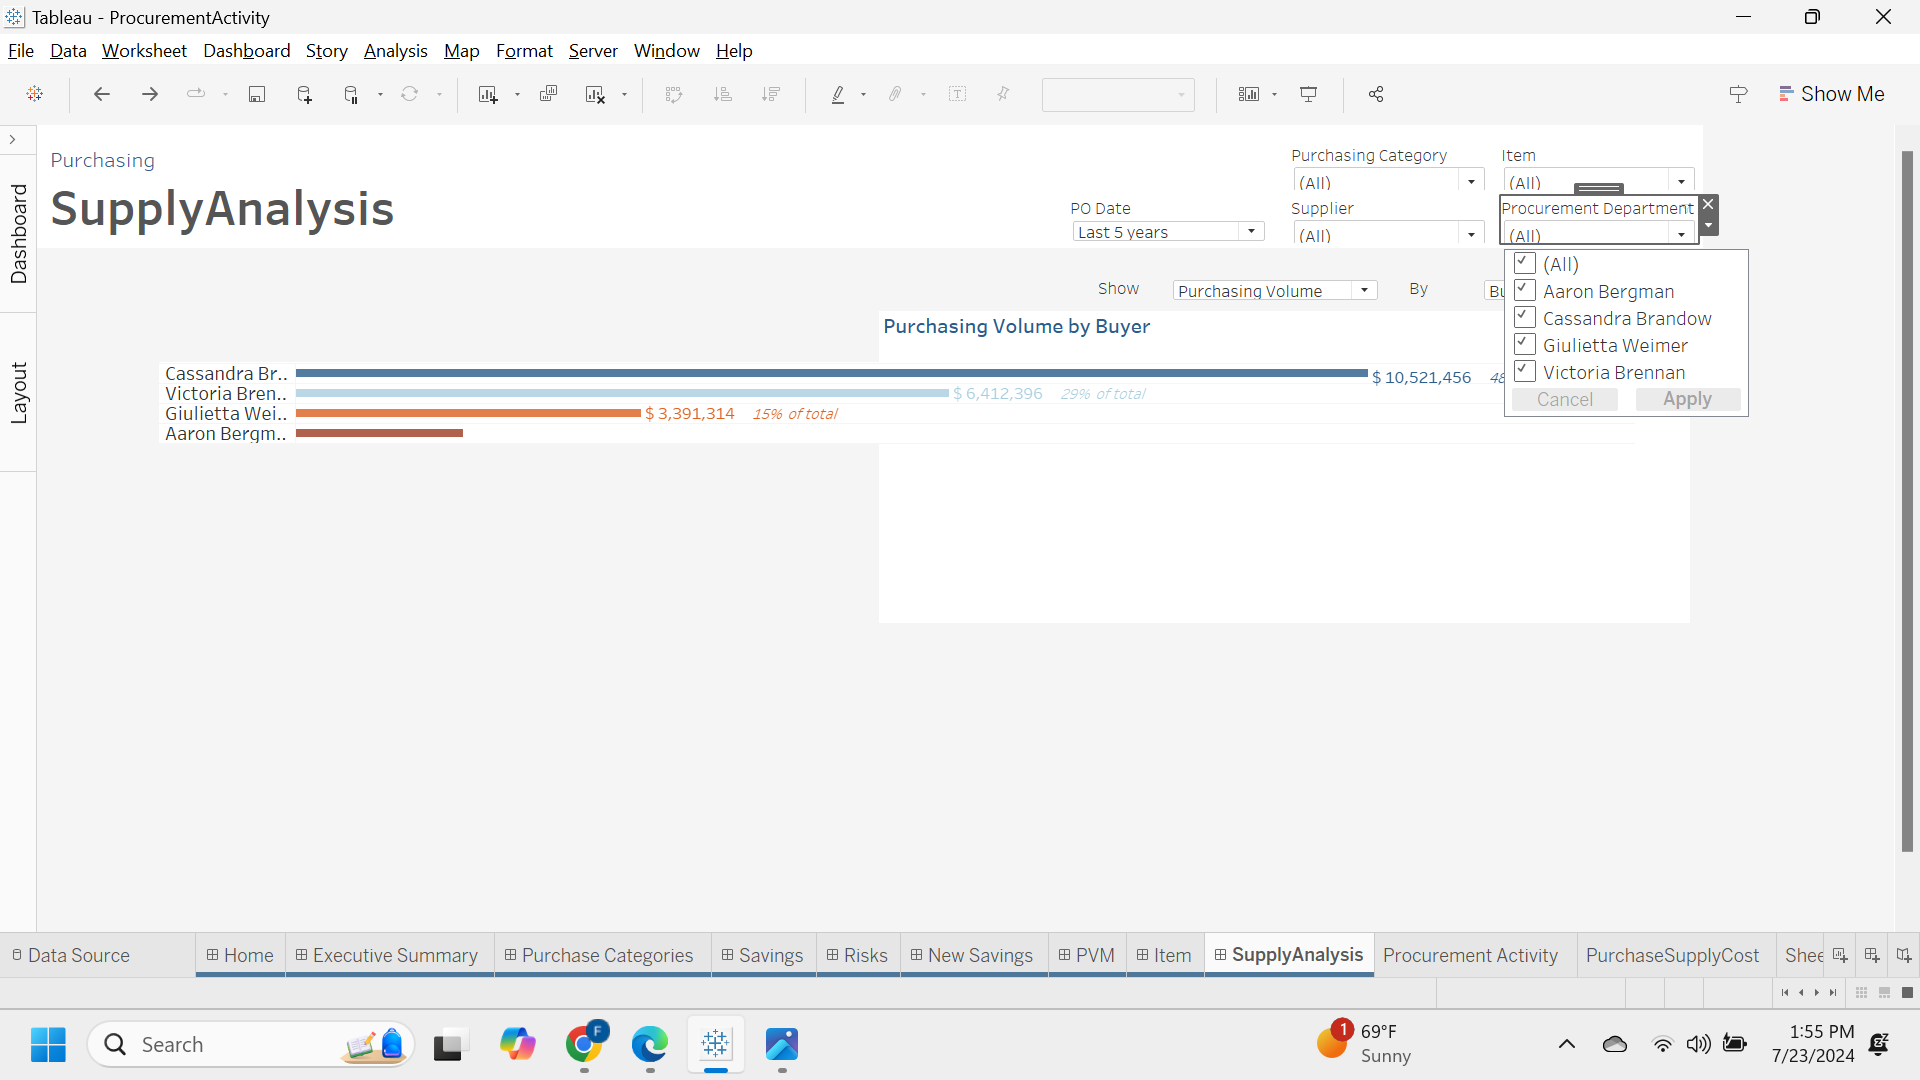 Tableau - ProcurementActivity
File Data Worksheet Dashboard Story Analysis Map Format Server Window Help
Show Me
Dashboard
Layout
Purchasing
SupplyAnalysis
Purchasing Category
(All)
Item
(All)
PO Date
Last 5 years
Supplier
(All)
Procurement Department
(All)
(All)
Aaron Bergman
Cassandra Brandow
Giulietta Weimer
Victoria Brennan
Cancel Apply
Show Purchasing Volume By Bu
Purchasing Volume by Buyer
Cassandra Br.. $ 10,521,456 48
Victoria Bren.. $ 6,412,396 29% of total
Giulietta Wei.. $ 3,391,314 15% of total
Aaron Bergm..
Data Source Home Executive Summary Purchase Categories Savings Risks New Savings PVM Item SupplyAnalysis Procurement Activity PurchaseSupplyCost Shee
Search
F
1
69°F
Sunny
1:55 PM
7/23/2024